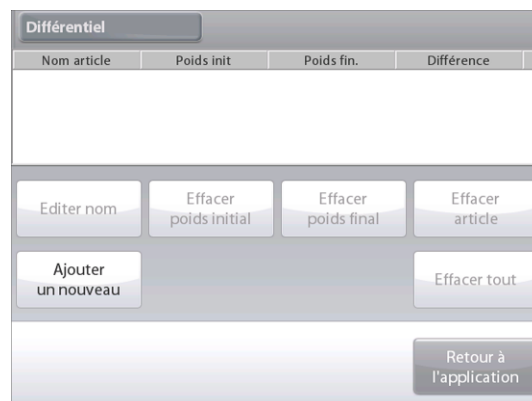 Différentiel
Nom article Poids init Poids fin. Différence
Editer nom
Effacer
poids initial
Effacer
poids final
Effacer
article
Ajouter
un nouveau
Effacer tout
Retour à
l'application